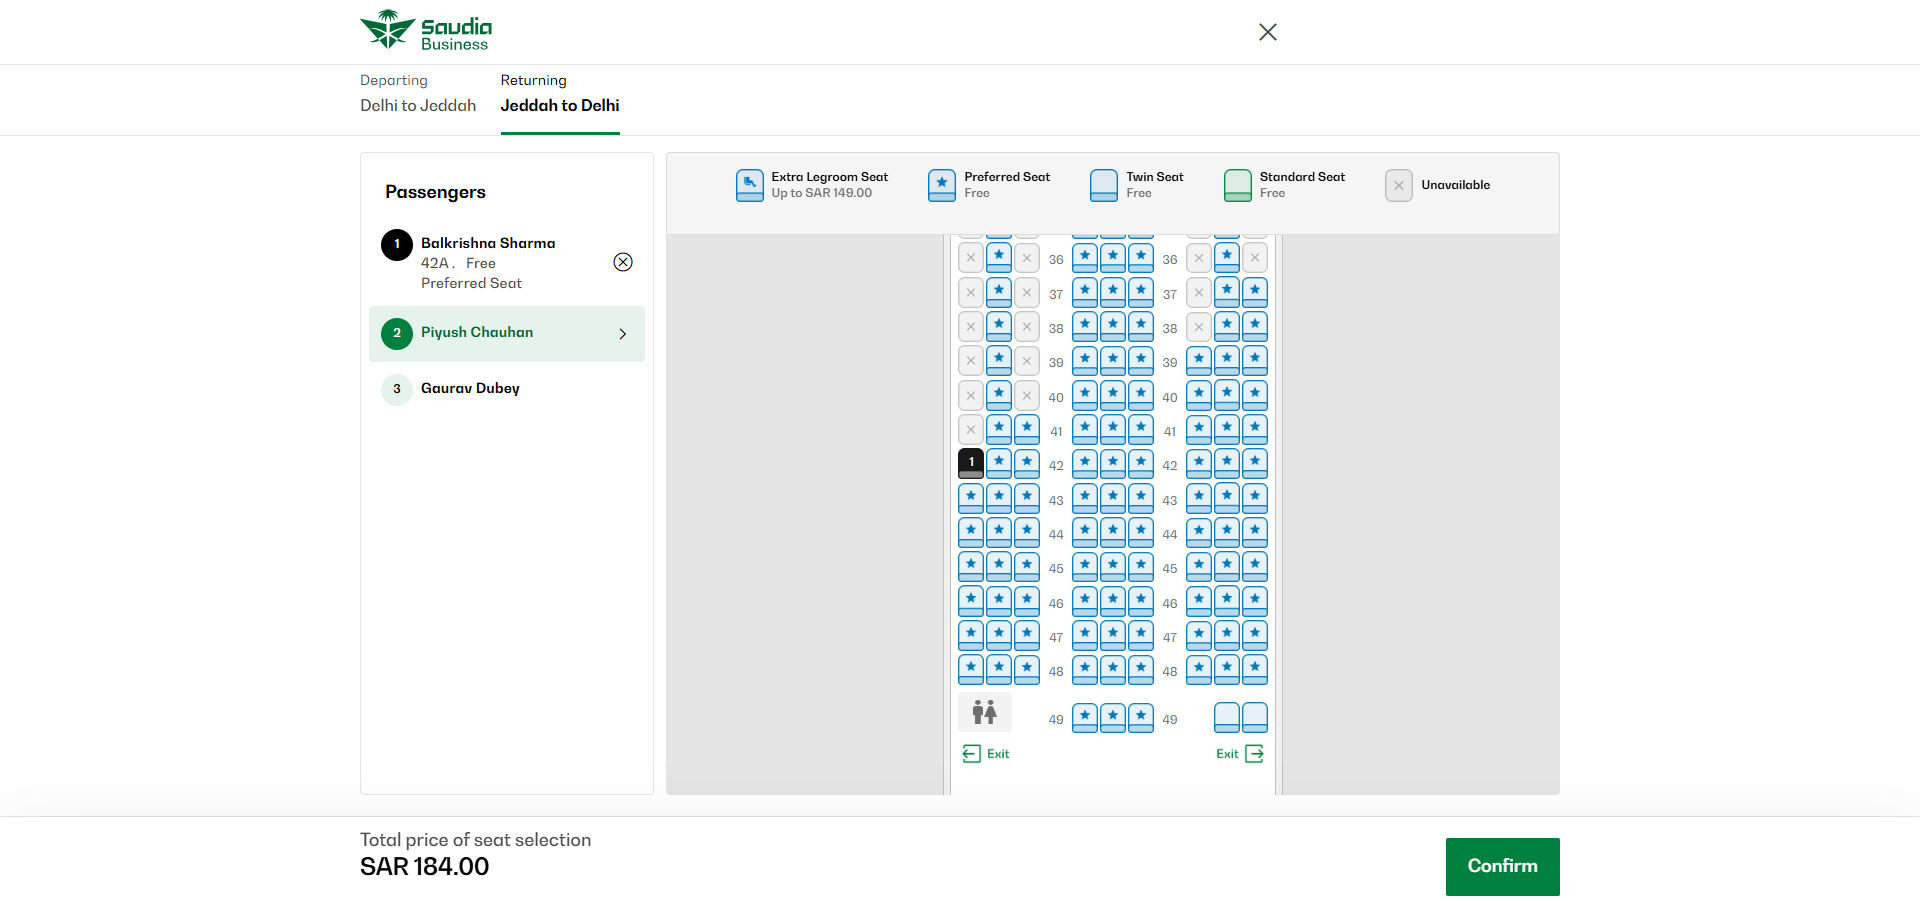 Saudia
Business
Departing
Delhi to Jeddah
Returning
Jeddah to Delhi
Passengers
1
Balkrishna Sharma
42A . Free
Preferred Seat
2
Piyush Chauhan
3
Gaurav Dubey
Extra Legroom Seat
Up to SAR 149.00
Preferred Seat
Free
Twin Seat
Free
Standard Seat
Free
Unavailable
36 36
37 37
38 38
39 39
40 40
41 41
1 42 42
43 43
44 44
45 45
46 46
47 47
48 48
49 49
Exit Exit
Total price of seat selection
SAR 184.00
Confirm